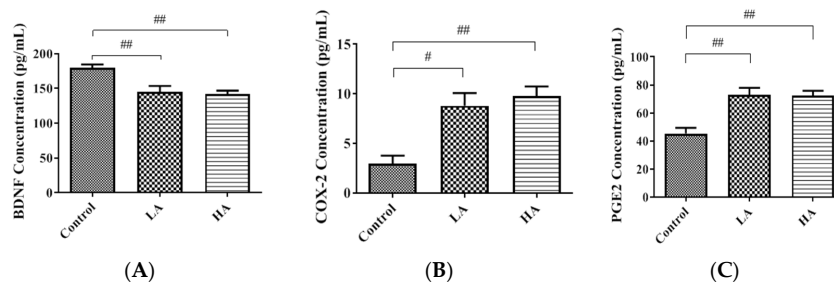 ##
##
BDNF Concentration (pg/mL)
200
150
100
50
0
Control
LA
HA
(A)
##
#
COX-2 Concentration (pg/mL)
15
10
5
0
Control
LA
HA
(B)
##
##
PGE2 Concentration (pg/mL)
100
80
60
40
20
0
Control
LA
HA
(C)